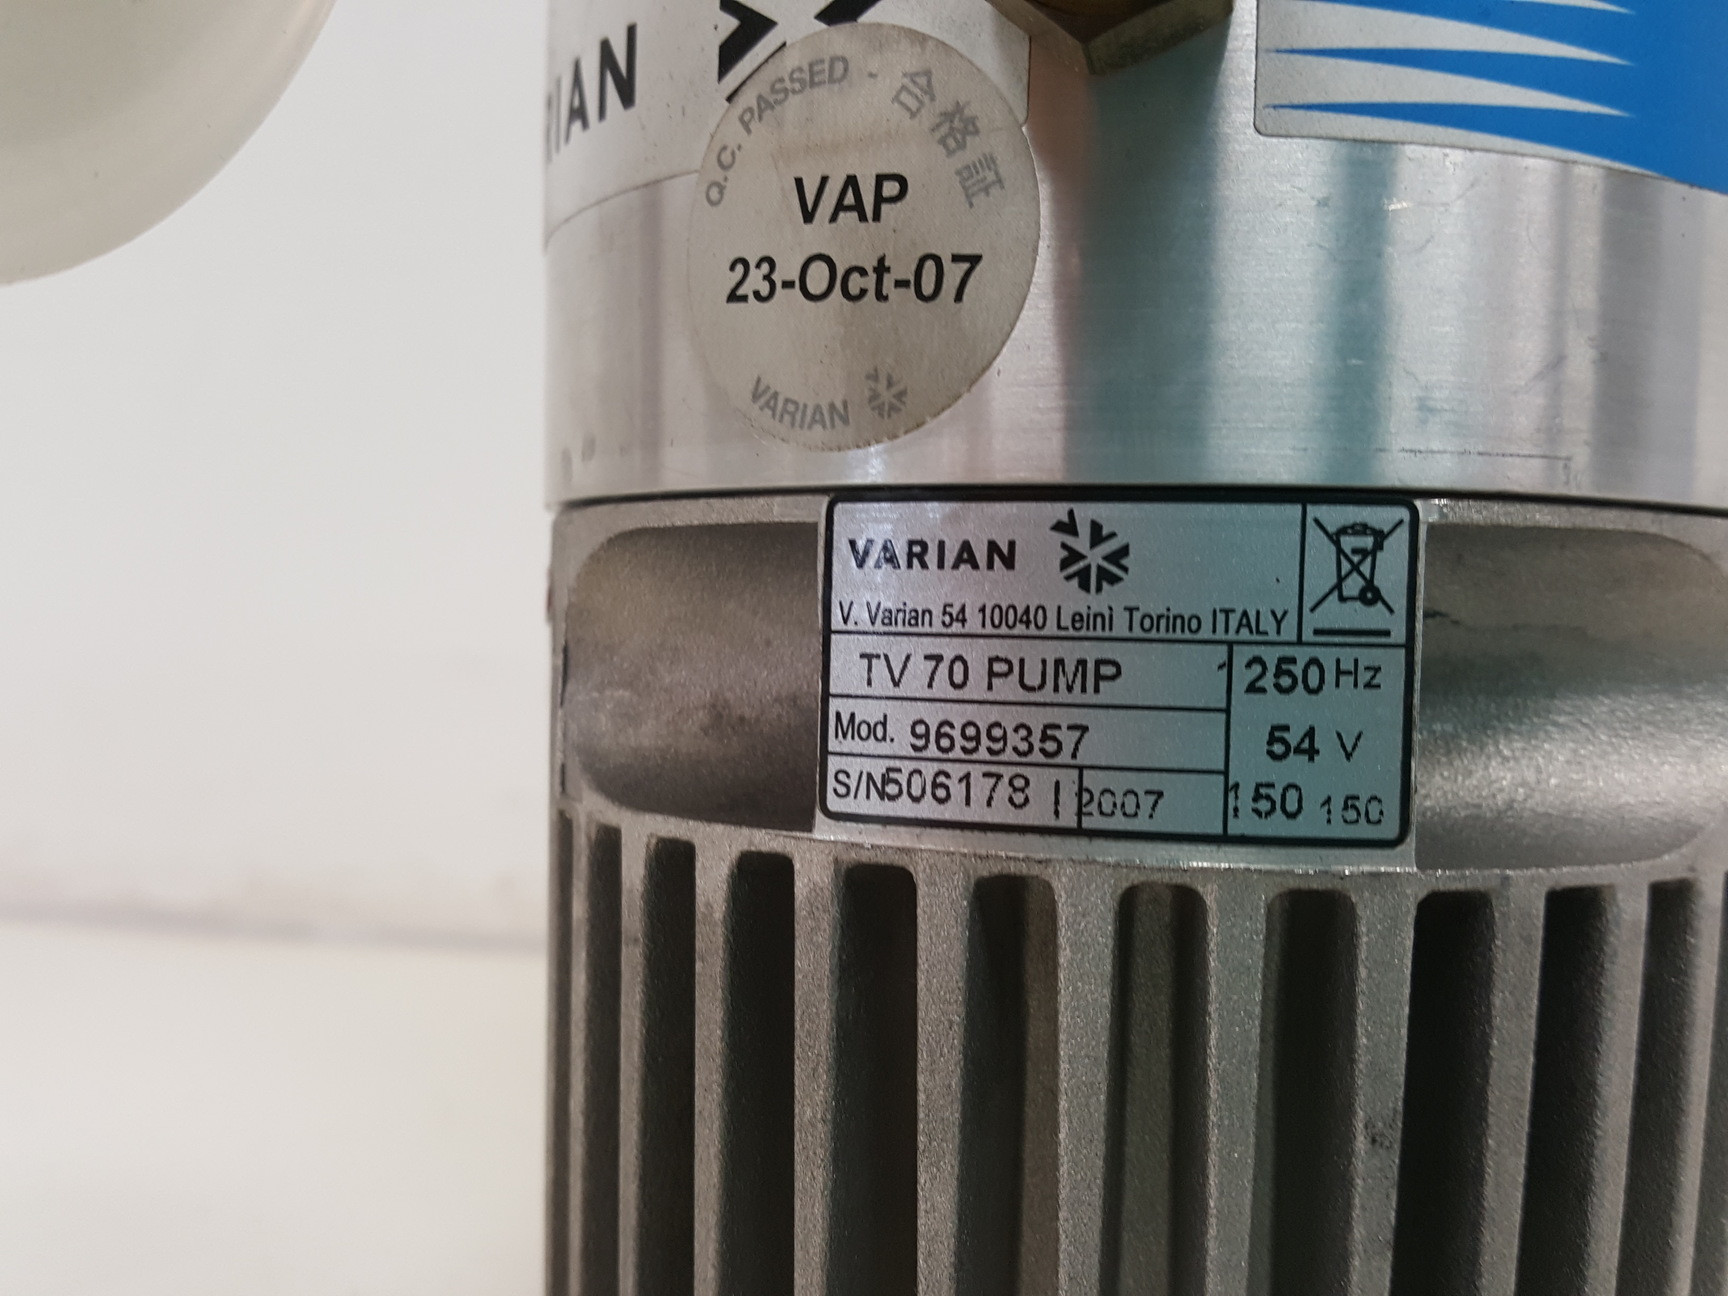 RIAN
Q.C. PASSED - 合格証
VAP
23-Oct-07
VARIAN
VARIAN
V. Varian 54 10040 Leinì Torino ITALY
TV 70 PUMP
1250 Hz
Mod. 9699357
54 V
S/N506178 I 2007
150 150